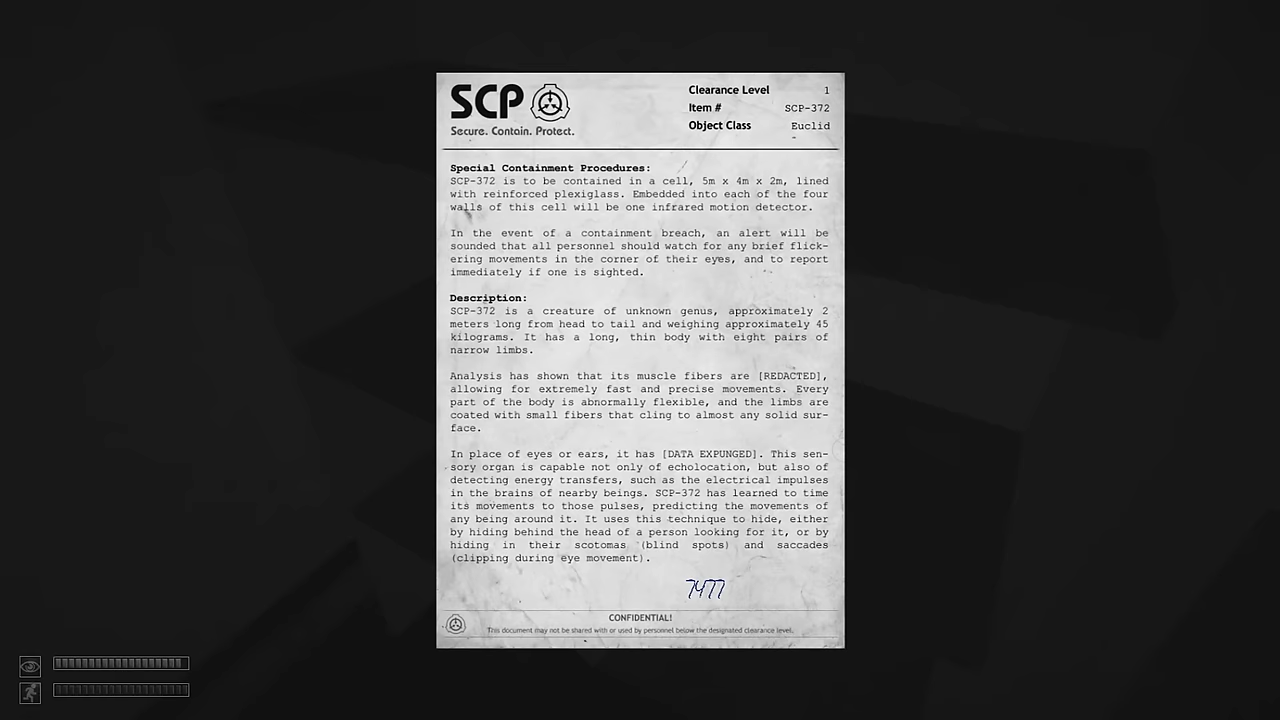 SCP
Secure. Contain. Protect.
Clearance Level 1
Item # SCP-372
Object Class Euclid
Special Containment Procedures:
SCP-372 is to be contained in a cell, 5m x 4m x 2m, lined
with reinforced plexiglass. Embedded into each of the four
walls of this cell will be one infrared motion detector.
In the event of a containment breach, an alert will be
sounded that all personnel should watch for any brief flick-
ering movements in the corner of their eyes, and to report
immediately if one is sighted.
Description:
SCP-372 is a creature of unknown genus, approximately 2
meters long from head to tail and weighing approximately 45
kilograms. It has a long, thin body with eight pairs of
narrow limbs.
Analysis has shown that its muscle fibers are [REDACTED],
allowing for extremely fast and precise movements. Every
part of the body is abnormally flexible, and the limbs are
coated with small fibers that cling to almost any solid sur-
face.
In place of eyes or ears, it has [DATA EXPUNGED]. This sen-
sory organ is capable not only of echolocation, but also of
detecting energy transfers, such as the electrical impulses
in the brains of nearby beings. SCP-372 has learned to time
its movements to those pulses, predicting the movements of
any being around it. It uses this technique to hide, either
by hiding behind the head of a person looking for it, or by
hiding in their scotomas (blind spots) and saccades
(clipping during eye movement).
7477
CONFIDENTIAL!
This document may not be shared with or used by personnel below the designated clearance level.